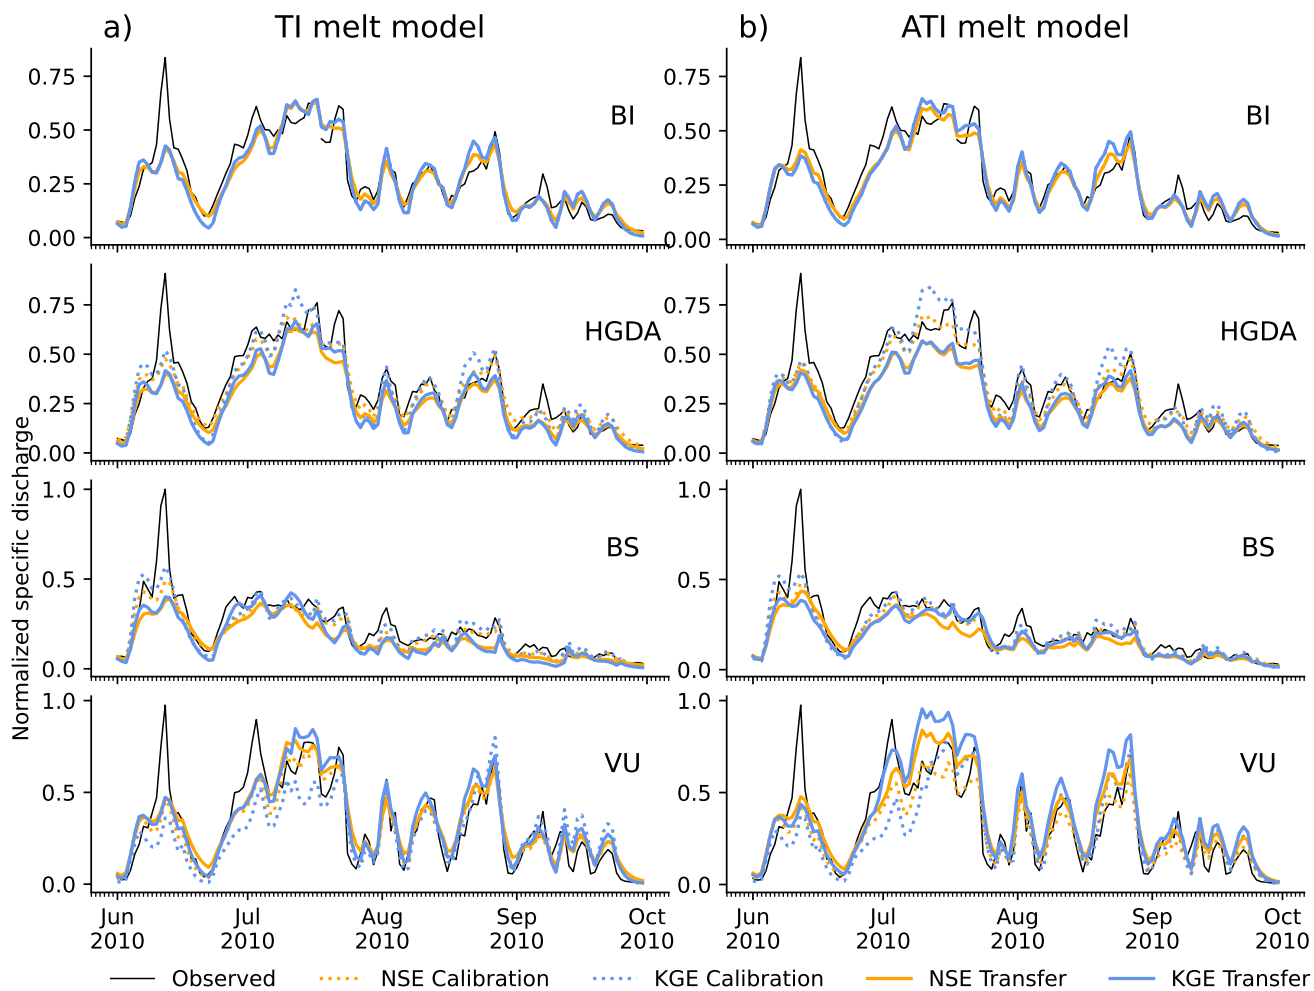 a) TI melt model b) ATI melt model
Normalized specific discharge
0.75 BI 0.75 BI
0.50 0.50
0.25 0.25
0.00 0.00
0.75 HGDA 0.75 HGDA
0.50 0.50
0.25 0.25
0.00 0.00
1.0 BS 1.0 BS
0.5 0.5
0.0 0.0
1.0 VU 1.0 VU
0.5 0.5
0.0 0.0
Jun Jul Aug Sep Oct Jun Jul Aug Sep Oct
2010 2010 2010 2010 2010 2010 2010 2010 2010 2010
Observed NSE Calibration KGE Calibration NSE Transfer KGE Transfer